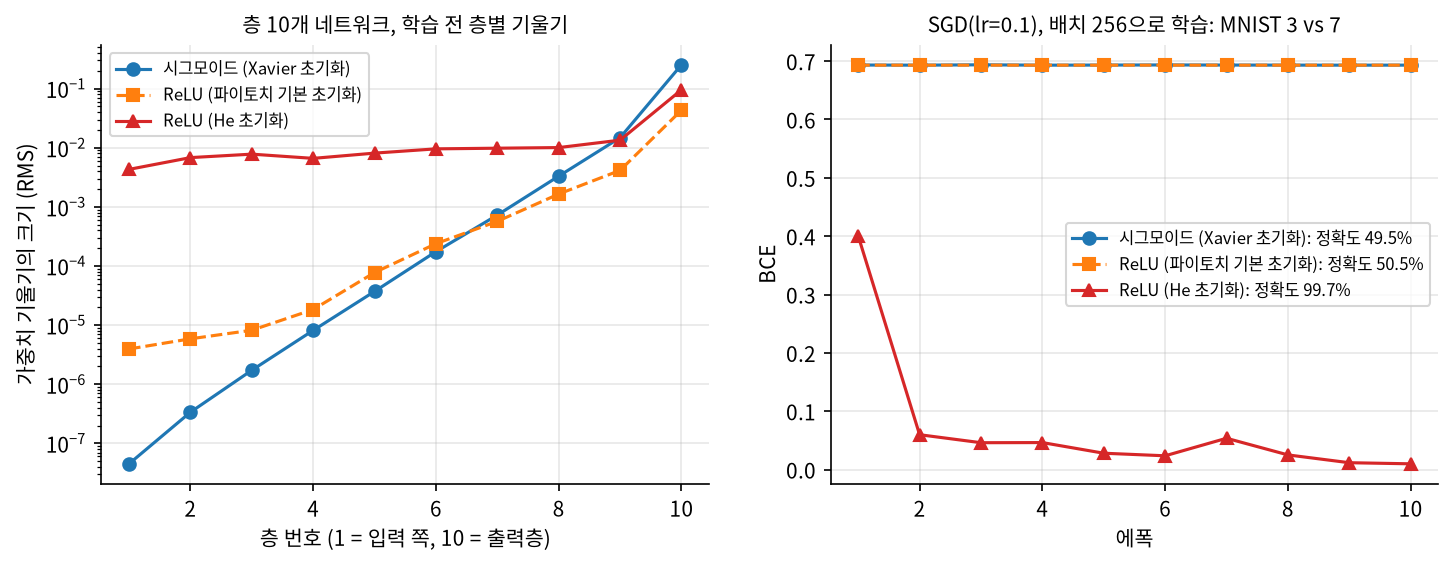 층 10개 네트워크, 학습 전 층별 기울기
시그모이드 (Xavier 초기화)
ReLU (파이토치 기본 초기화)
ReLU (He 초기화)
가중치 기울기의 크기 (RMS)
10⁻¹
10⁻²
10⁻³
10⁻⁴
10⁻⁵
10⁻⁶
10⁻⁷
2 4 6 8 10
층 번호 (1 = 입력 쪽, 10 = 출력층)
SGD(lr=0.1), 배치 256으로 학습: MNIST 3 vs 7
BCE
0.7
0.6
0.5
0.4
0.3
0.2
0.1
0.0
시그모이드 (Xavier 초기화): 정확도 49.5%
ReLU (파이토치 기본 초기화): 정확도 50.5%
ReLU (He 초기화): 정확도 99.7%
2 4 6 8 10
에폭